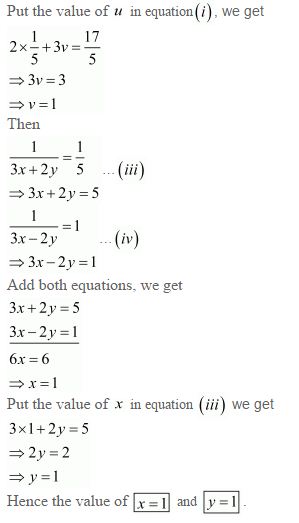 Put the value of u in equation(i), we get
2×1/5+3v=17/5
⇒3v=3
⇒v=1
Then
1/(3x+2y)=1/5 ...(iii)
⇒3x+2y=5
1/(3x−2y)=1 ...(iv)
⇒3x−2y=1
Add both equations, we get
3x+2y=5
3x−2y=1
6x=6
⇒x=1
Put the value of x in equation (iii) we get
3×1+2y=5
⇒2y=2
⇒y=1
Hence the value of x=1 and y=1.